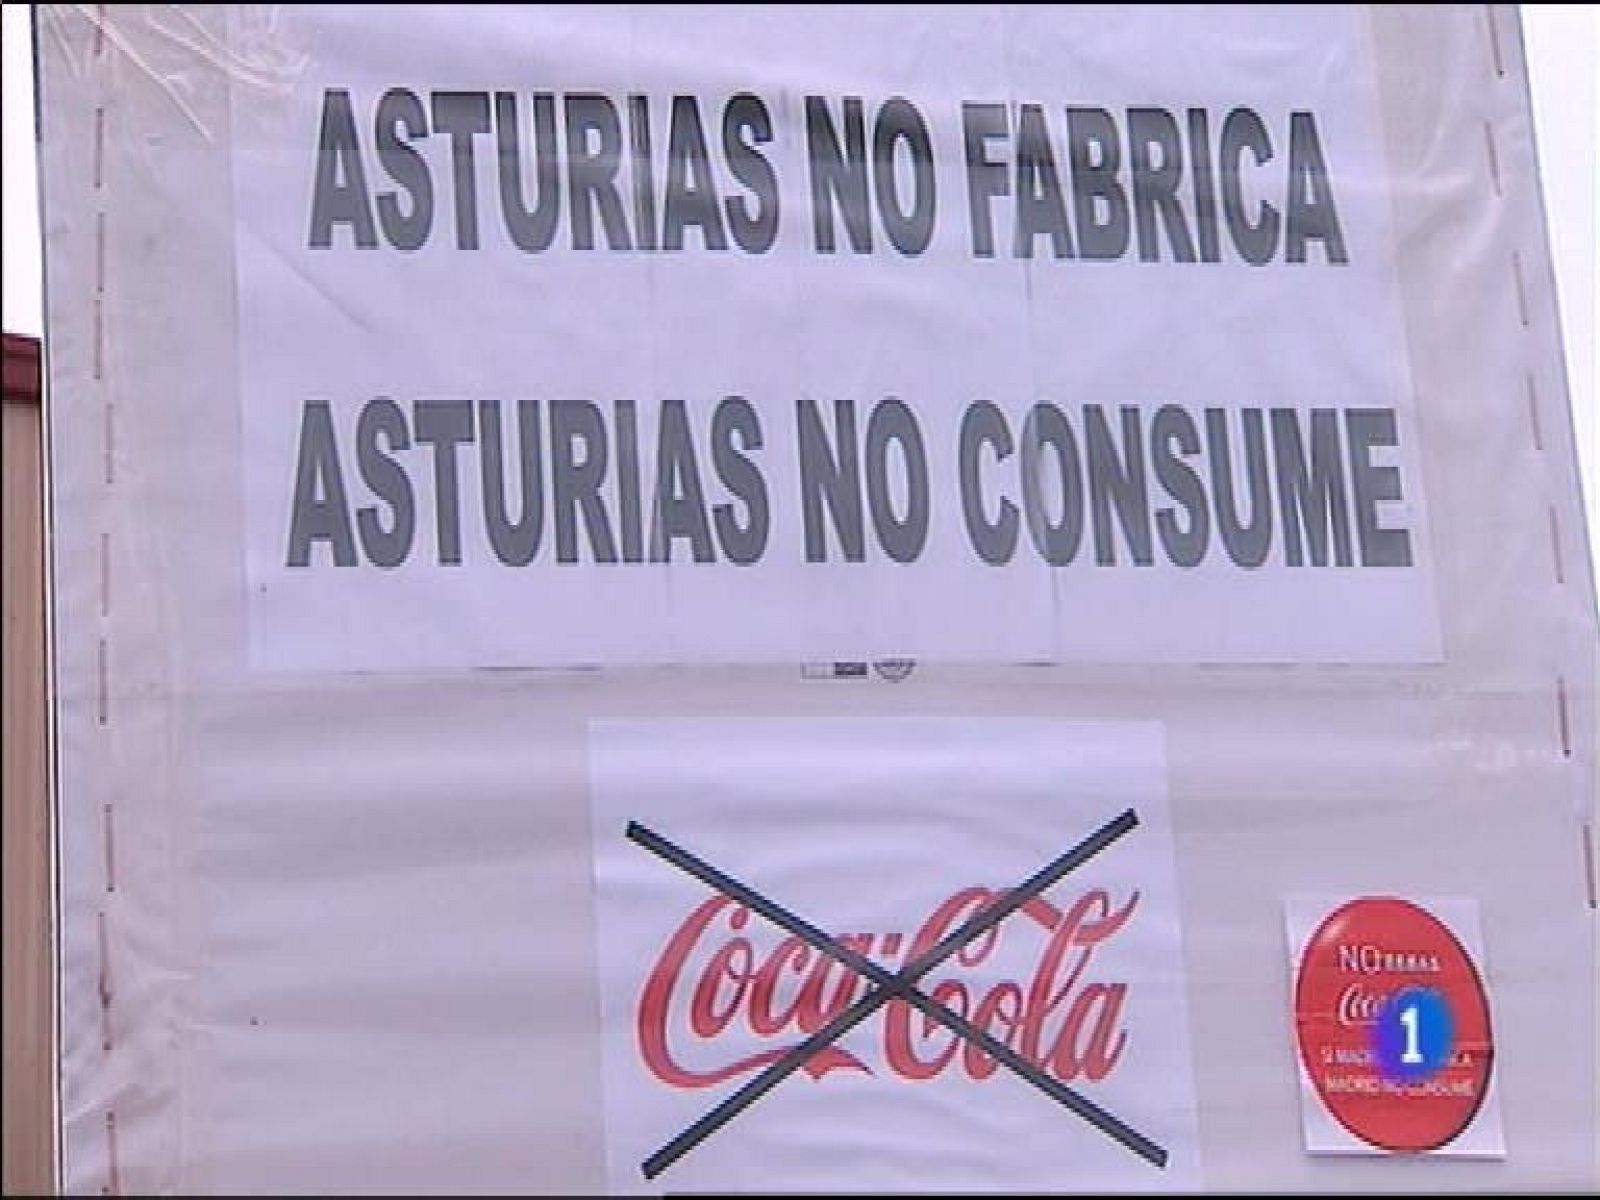 ASTURIAS NO FABRICA
ASTURIAS NO CONSUME
Coca-Cola
NO
1
MADRID NO CONSUME